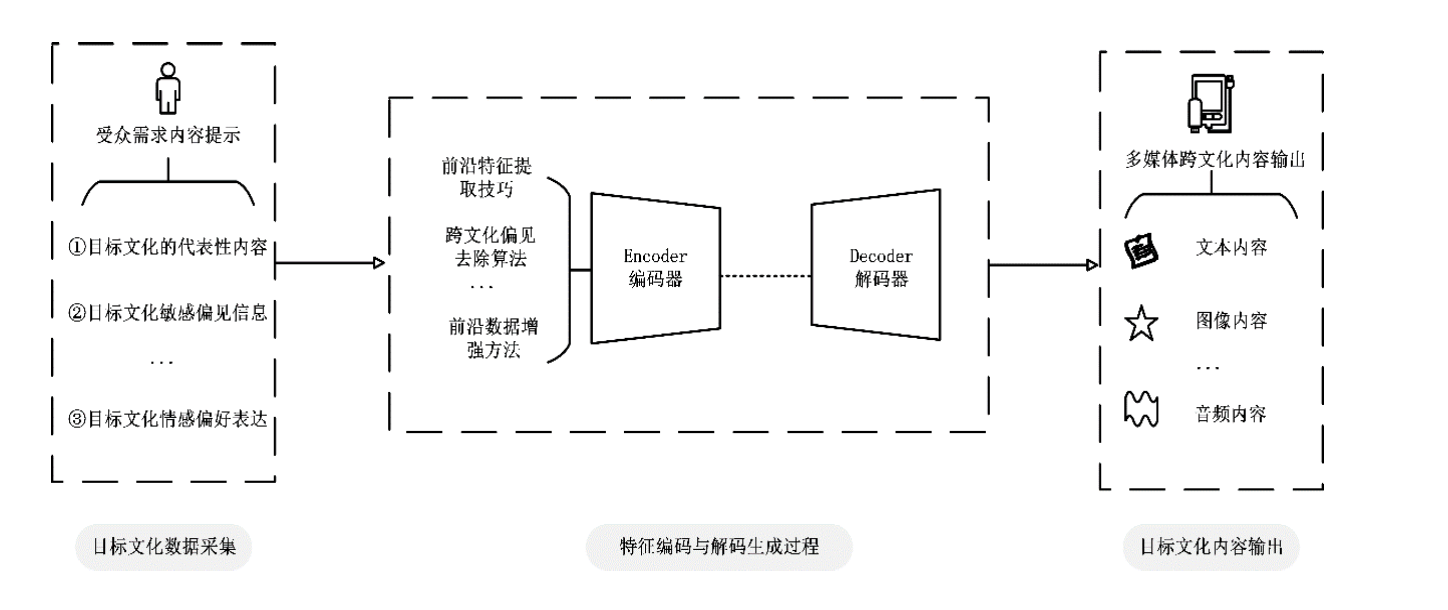 受众需求内容提示
①目标文化的代表性内容
②目标文化敏感偏见信息
...
③目标文化情感偏好表达
目标文化数据采集
前沿特征提
取技巧
跨文化偏见
去除算法
...
前沿数据增
强方法
Encoder
编码器
Decoder
解码器
特征编码与解码生成过程
多媒体跨文化内容输出
文本内容
图像内容
...
音频内容
目标文化内容输出